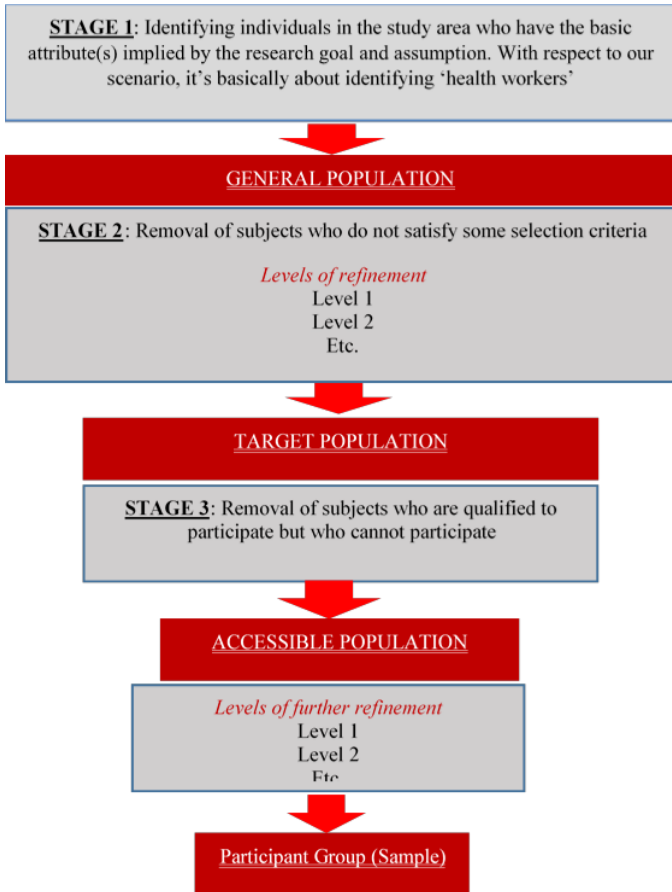 STAGE 1: Identifying individuals in the study area who have the basic
attribute(s) implied by the research goal and assumption. With respect to our
scenario, it’s basically about identifying ‘health workers’
GENERAL POPULATION
STAGE 2: Removal of subjects who do not satisfy some selection criteria
Levels of refinement
Level 1
Level 2
Etc.
TARGET POPULATION
STAGE 3: Removal of subjects who are qualified to
participate but who cannot participate
ACCESSIBLE POPULATION
Levels of further refinement
Level 1
Level 2
Etc
Participant Group (Sample)